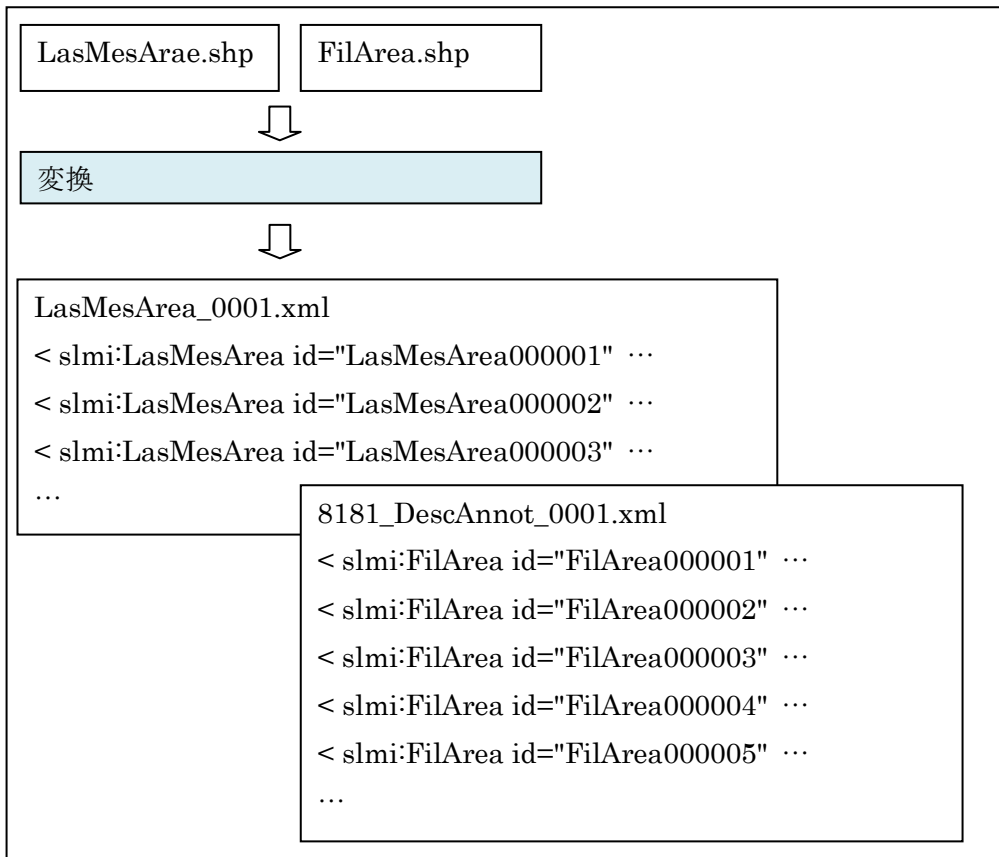 LasMesArae.shp
FilArea.shp
変換
LasMesArea_0001.xml
< slmi:LasMesArea id="LasMesArea000001" …
< slmi:LasMesArea id="LasMesArea000002" …
< slmi:LasMesArea id="LasMesArea000003" …
…
8181_DescAnnot_0001.xml
< slmi:FilArea id="FilArea000001" …
< slmi:FilArea id="FilArea000002" …
< slmi:FilArea id="FilArea000003" …
< slmi:FilArea id="FilArea000004" …
< slmi:FilArea id="FilArea000005" …
…